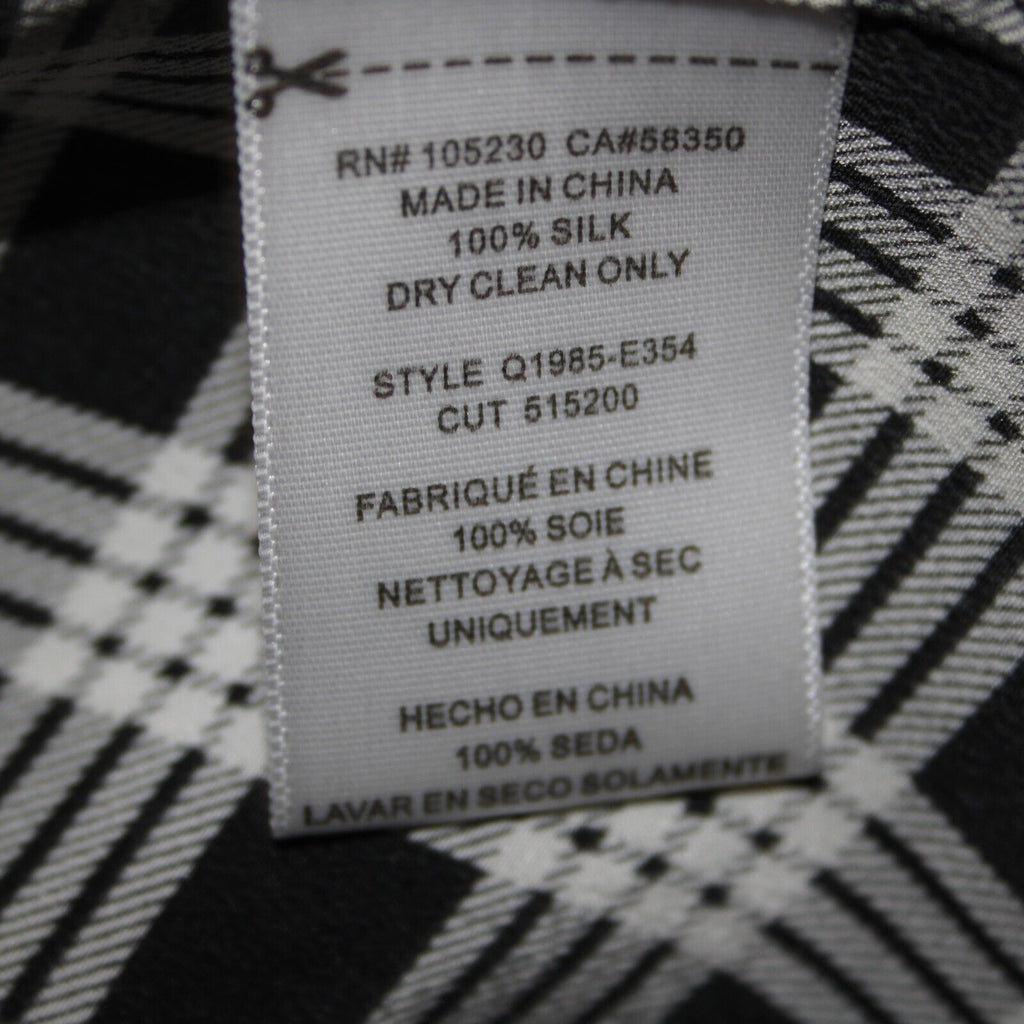 RN# 105230 CA#58350
MADE IN CHINA
100% SILK
DRY CLEAN ONLY
STYLE Q1985-E354
CUT 515200
FABRIQUÉ EN CHINE
100% SOIE
NETTOYAGE À SEC
UNIQUEMENT
HECHO EN CHINA
100% SEDA
LAVAR EN SECO SOLAMENTE